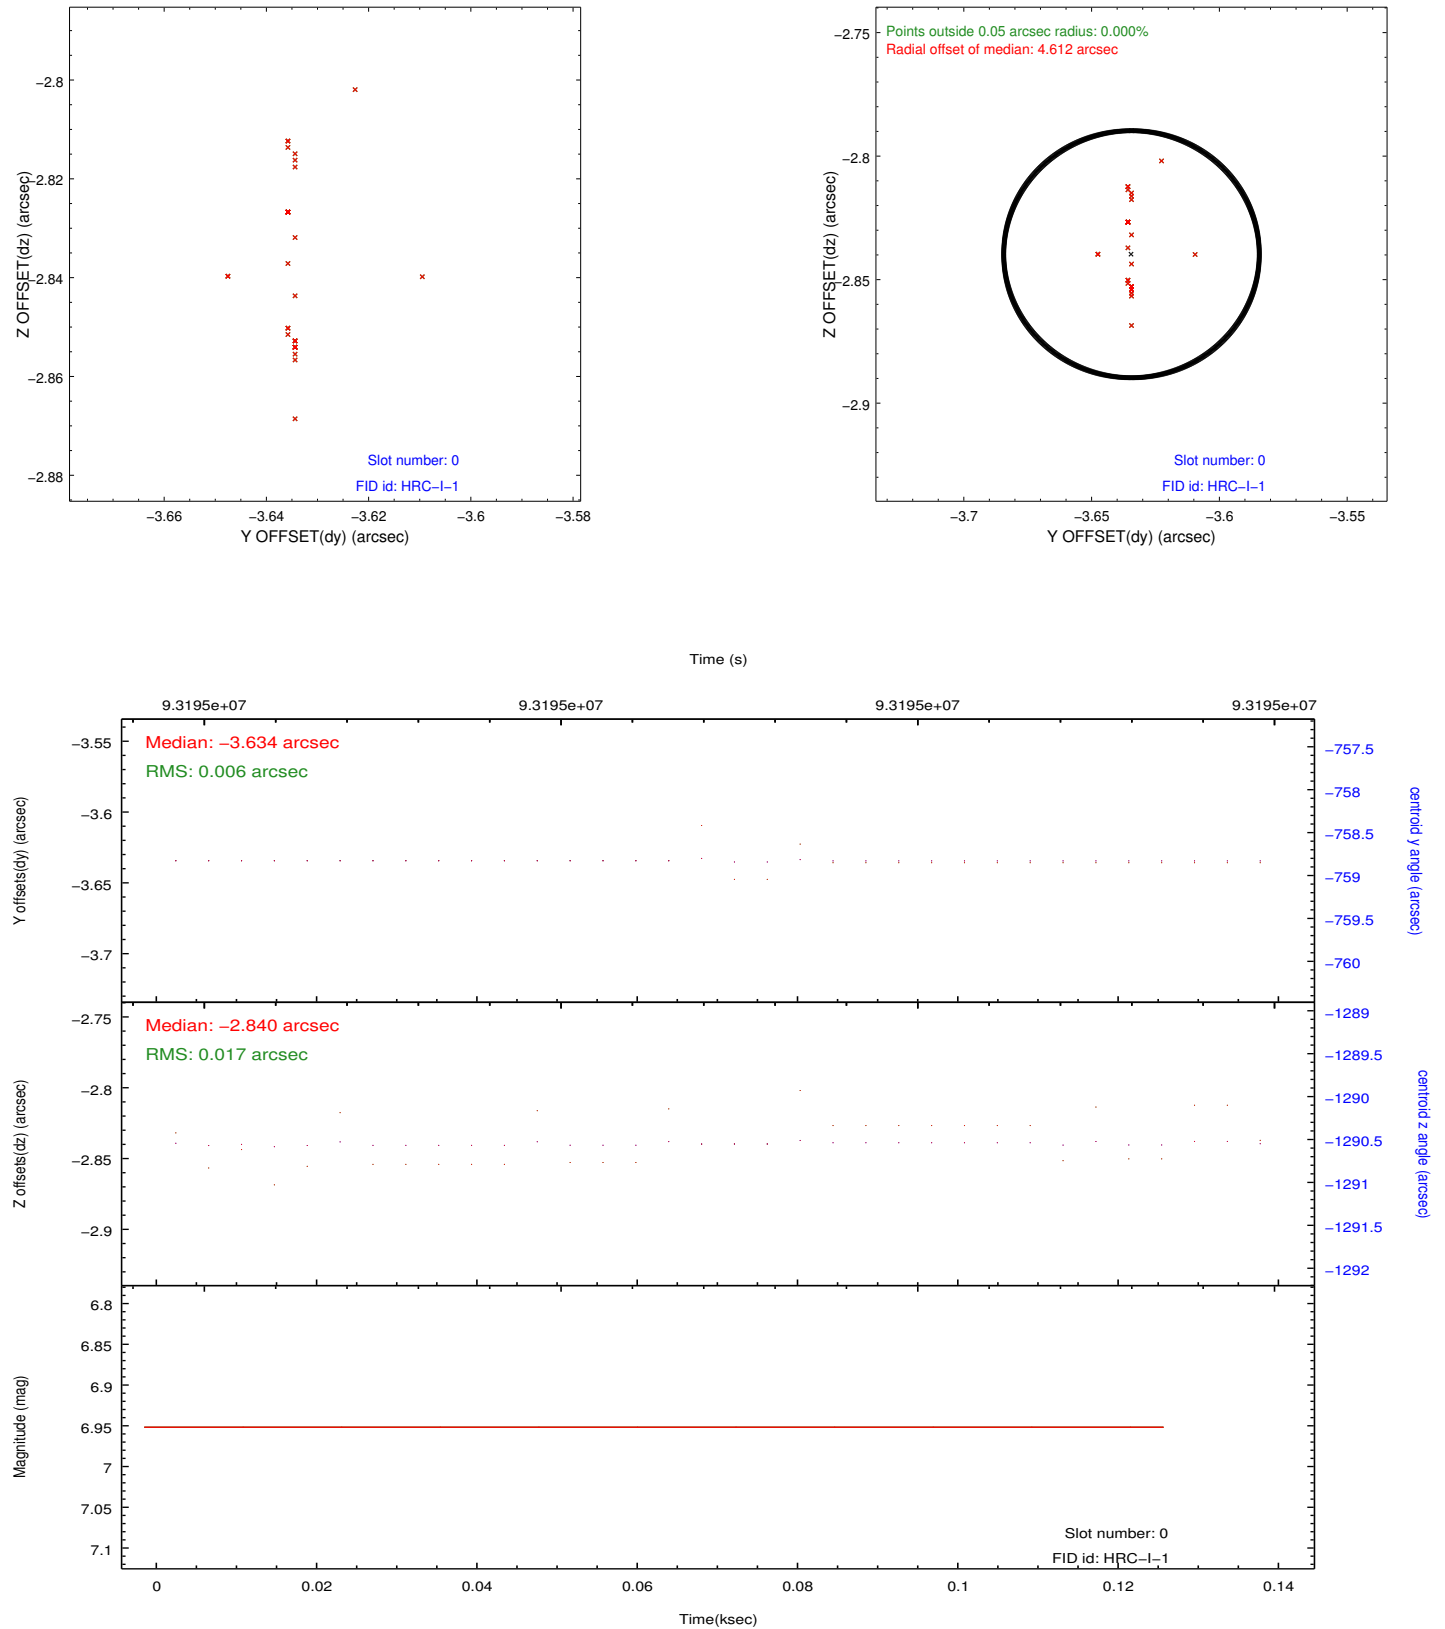 −2.8
−2.82
−2.84
−2.86
−2.88
Z OFFSET(dz) (arcsec)
Slot number: 0
FID id: HRC−I−1
−3.66
−3.64
−3.62
−3.6
−3.58
Y OFFSET(dy) (arcsec)
Points outside 0.05 arcsec radius: 0.000%
Radial offset of median: 4.612 arcsec
−2.75
−2.8
−2.85
−2.9
Z OFFSET(dz) (arcsec)
Slot number: 0
FID id: HRC−I−1
−3.7
−3.65
−3.6
−3.55
Y OFFSET(dy) (arcsec)
Time (s)
9.3195e+07
9.3195e+07
9.3195e+07
9.3195e+07
Median: −3.634 arcsec
RMS: 0.006 arcsec
−3.55
−3.6
−3.65
−3.7
Y offsets(dy) (arcsec)
−757.5
−758
−758.5
−759
−759.5
−760
centroid y angle (arcsec)
Median: −2.840 arcsec
RMS: 0.017 arcsec
−2.75
−2.8
−2.85
−2.9
Z offsets(dz) (arcsec)
−1289
−1289.5
−1290
−1290.5
−1291
−1291.5
−1292
centroid z angle (arcsec)
6.8
6.85
6.9
6.95
7
7.05
7.1
Magnitude (mag)
Slot number: 0
FID id: HRC−I−1
0
0.02
0.04
0.06
0.08
0.1
0.12
0.14
Time(ksec)